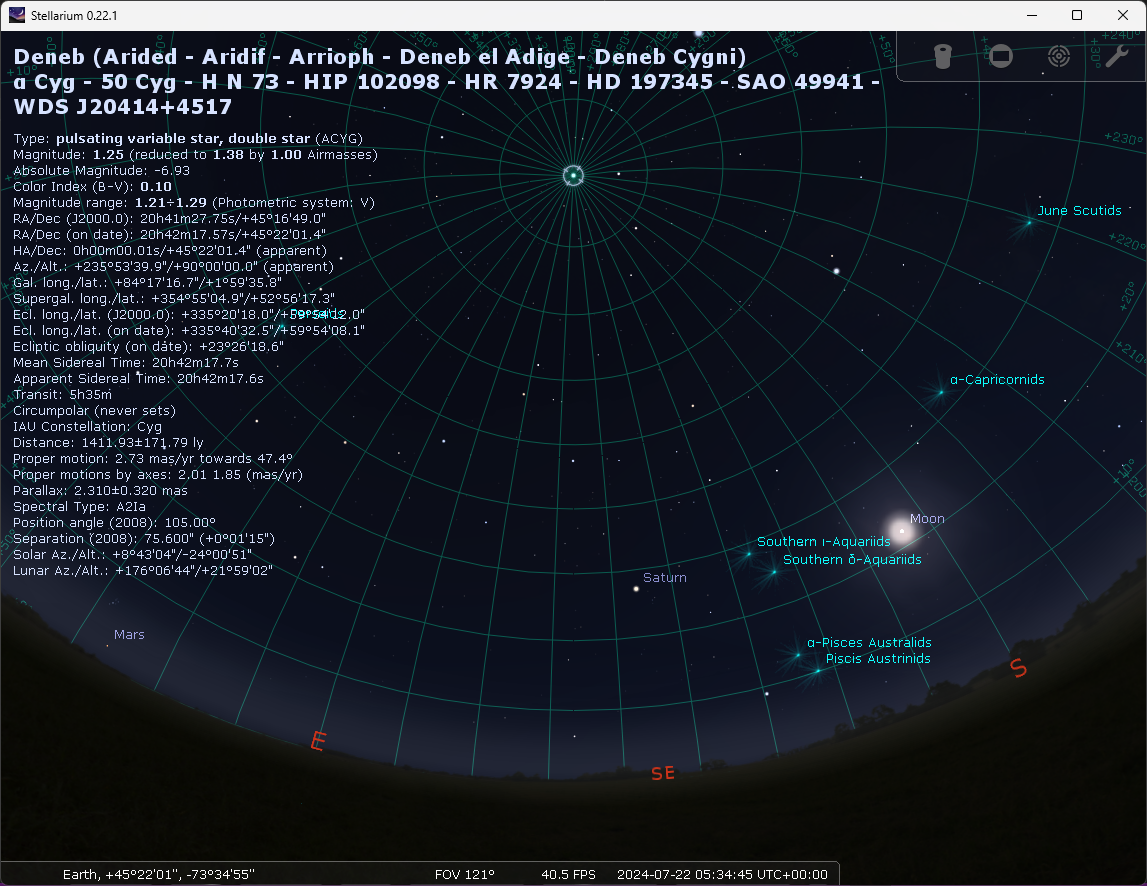 Stellarium 0.22.1
Deneb (Arided - Aridif - Arrioph - Deneb el Adige - Deneb Cygni)
α Cyg - 50 Cyg - H N 73 - HIP 102098 - HR 7924 - HD 197345 - SAO 49941 -
WDS J20414+4517
Type: pulsating variable star, double star (ACYG)
Magnitude: 1.25 (reduced to 1.38 by 1.00 Airmasses)
Absolute Magnitude: -6.93
Color Index (B-V): 0.10
Magnitude range: 1.21÷1.29 (Photometric system: V)
RA/Dec (J2000.0): 20h41m27.75s/+45°16'49.0"
RA/Dec (on date): 20h42m17.57s/+45°22'01.4"
HA/Dec: 0h00m00.01s/+45°22'01.4" (apparent)
Az./Alt.: +235°53'39.9"/+90°00'00.0" (apparent)
Gal. long./lat.: +84°17'16.7"/+1°59'35.8"
Supergal. long./lat.: +354°55'04.9"/+52°56'17.3"
Ecl. long./lat. (J2000.0): +335°20'18.0"/+59°54'12.0"
Ecl. long./lat. (on date): +335°40'32.5"/+59°54'08.1"
Ecliptic obliquity (on date): +23°26'18.6"
Mean Sidereal Time: 20h42m17.7s
Apparent Sidereal Time: 20h42m17.6s
Transit: 5h35m
Circumpolar (never sets)
IAU Constellation: Cyg
Distance: 1411.93±171.79 ly
Proper motion: 2.73 mas/yr towards 47.4°
Proper motions by axes: 2.01 1.85 (mas/yr)
Parallax: 2.310±0.320 mas
Spectral Type: A2Ia
Position angle (2008): 105.00°
Separation (2008): 75.600" (+0°01'15")
Solar Az./Alt.: +8°43'04"/-24°00'51"
Lunar Az./Alt.: +176°06'44"/+21°59'02"
+240°
+230°
June Scutids
+220°
+20°
+210°
α-Capricornids
+10°
+200°
Moon
Southern ι-Aquariids
Southern δ-Aquariids
Saturn
Mars
α-Pisces Australids
Piscis Austrinids
S
SE
Earth, +45°22'01", -73°34'55"
FOV 121°
40.5 FPS
2024-07-22 05:34:45 UTC+00:00